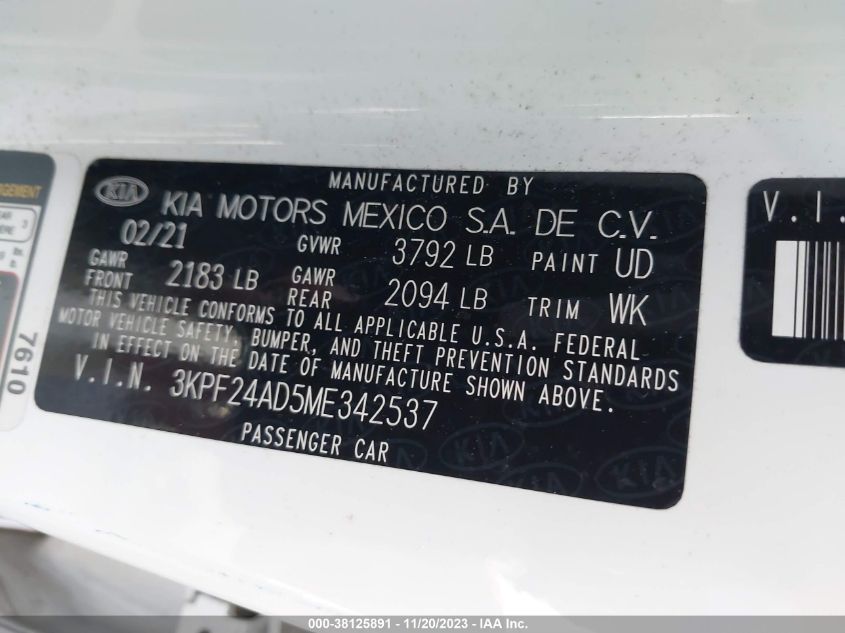 MANUFACTURED BY
KIA KIA MOTORS MEXICO S.A. DE C.V.
02/21 GVWR 3792 LB PAINT UD
GAWR FRONT 2183 LB GAWR REAR 2094 LB TRIM WK
THIS VEHICLE CONFORMS TO ALL APPLICABLE U.S.A. FEDERAL
MOTOR VEHICLE SAFETY, BUMPER, AND THEFT PREVENTION STANDARDS
IN EFFECT ON THE DATE OF MANUFACTURE SHOWN ABOVE.
V.I.N. 3KPF24AD5ME342537
PASSENGER CAR
7610
V.I.
000-38125891 - 11/20/2023 - IAA Inc.